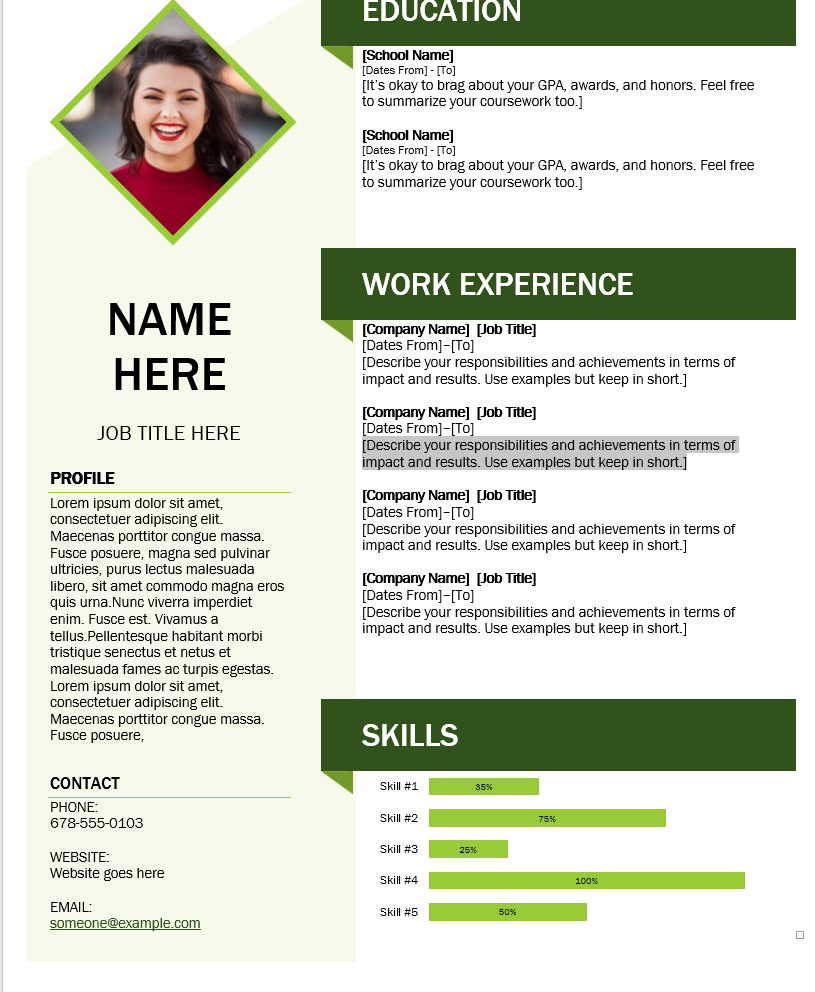 EDUCATION
[School Name]
[Dates From] - [To]
[It's okay to brag about your GPA, awards, and honors. Feel free
to summarize your coursework too.]
[School Name]
[Dates From] - [To]
[It's okay to brag about your GPA, awards, and honors. Feel free
to summarize your coursework too.]
NAME
HERE
JOB TITLE HERE
PROFILE
Lorem ipsum dolor sit amet,
consectetuer adipiscing elit.
Maecenas porttitor congue massa.
Fusce posuere, magna sed pulvinar
ultricies, purus lectus malesuada
libero, sit amet commodo magna eros
quis urna.Nunc viverra imperdiet
enim. Fusce est. Vivamus a
tellus.Pellentesque habitant morbi
tristique senectus et netus et
malesuada fames ac turpis egestas.
Lorem ipsum dolor sit amet,
consectetuer adipiscing elit.
Maecenas porttitor congue massa.
Fusce posuere,
CONTACT
PHONE:
678-555-0103
WEBSITE:
Website goes here
EMAIL:
someone@example.com
WORK EXPERIENCE
[Company Name]  [Job Title]
[Dates From]–[To]
[Describe your responsibilities and achievements in terms of
impact and results. Use examples but keep in short.]
[Company Name]  [Job Title]
[Dates From]–[To]
[Describe your responsibilities and achievements in terms of
impact and results. Use examples but keep in short.]
[Company Name]  [Job Title]
[Dates From]–[To]
[Describe your responsibilities and achievements in terms of
impact and results. Use examples but keep in short.]
[Company Name]  [Job Title]
[Dates From]–[To]
[Describe your responsibilities and achievements in terms of
impact and results. Use examples but keep in short.]
SKILLS
Skill #1 35%
Skill #2 75%
Skill #3 25%
Skill #4 100%
Skill #5 50%